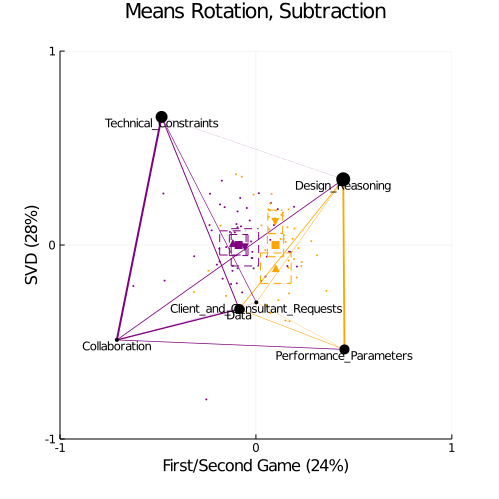 Means Rotation, Subtraction
1
Technical_Constraints
Design_Reasoning
SVD (28%)
0
Client_and_Consultant_Requests
Data
Collaboration
Performance_Parameters
-1
-1
0
1
First/Second Game (24%)